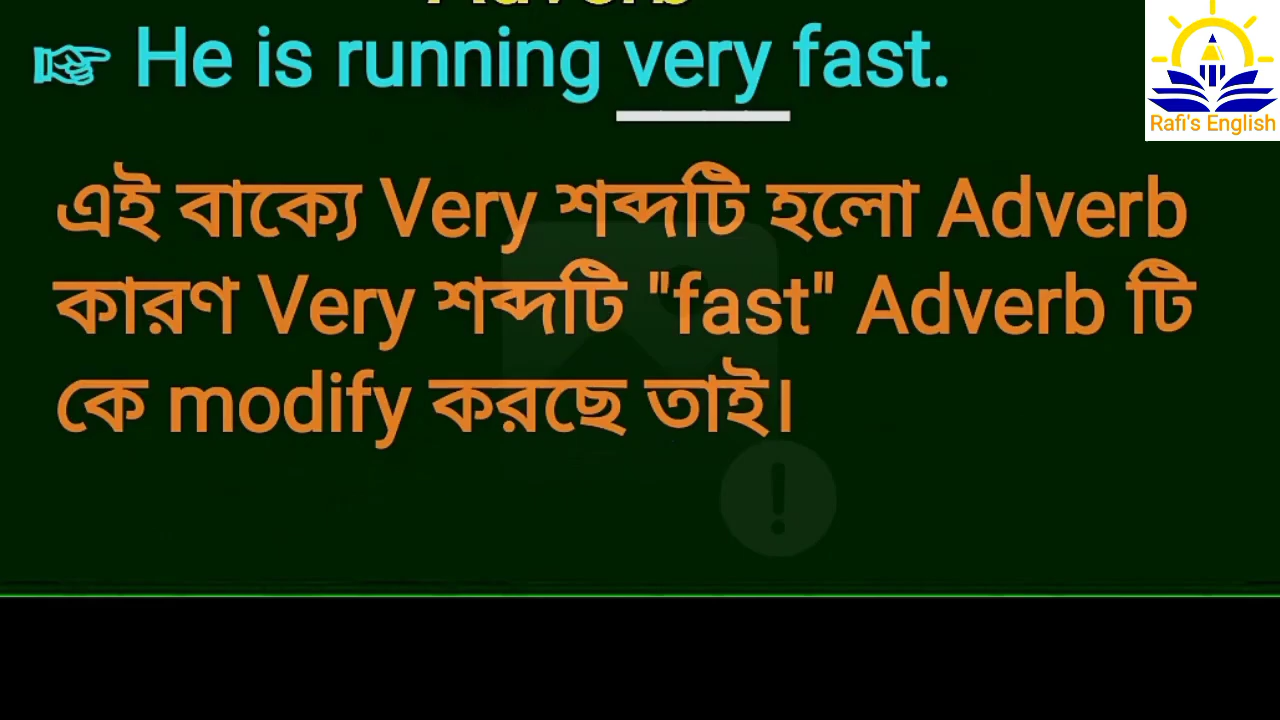 Adverb
☞ He is running very fast.
Rafi's English
এই বাক্যে Very শব্দটি হলো Adverb
কারণ Very শব্দটি "fast" Adverb টি
কে modify করছে তাই।